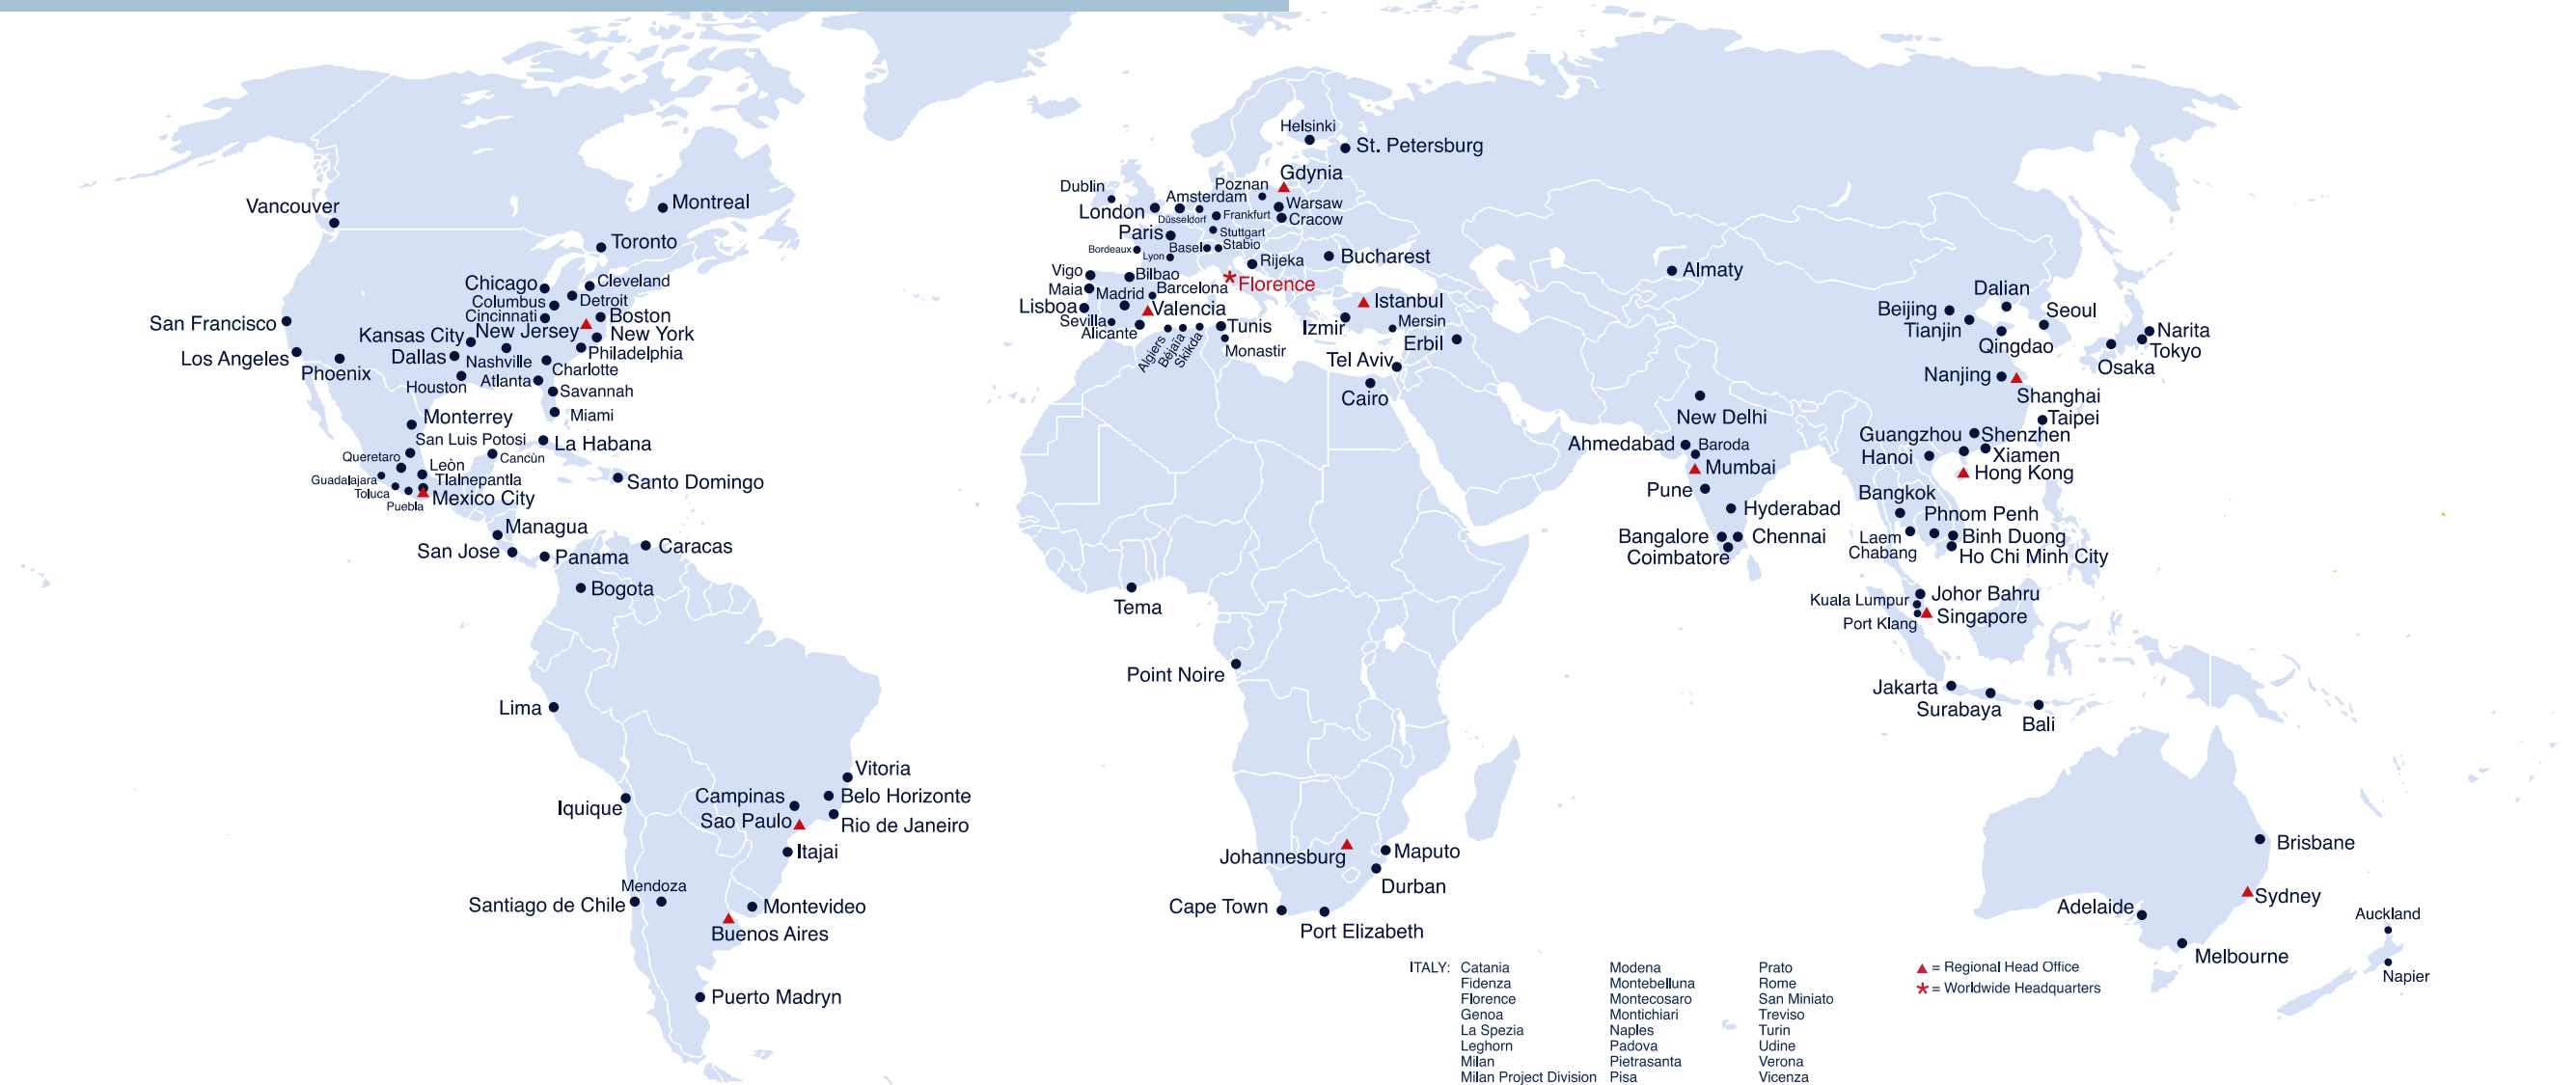 Helsinki
St. Petersburg
Gdynia
Dublin
Poznan
Amsterdam
Warsaw
London
Düsseldorf
Frankfurt
Cracow
Vancouver
Montreal
Paris
Stuttgart
Toronto
Bordeaux
Basel
Stabio
Lyon
Bucharest
Rijeka
Almaty
Vigo
Bilbao
Chicago
Cleveland
Maia
Madrid
Barcelona
Florence
Dalian
Columbus
Detroit
Istanbul
Lisboa
Valencia
Beijing
Seoul
Cincinnati
Boston
San Francisco
Sevilla
Alicante
Tunis
Izmir
Mersin
Tianjin
Narita
Kansas City
New Jersey
New York
Erbil
Qingdao
Tokyo
Los Angeles
Dallas
Nashville
Philadelphia
Algiers
Bejaïa
Skikda
Monastir
Tel Aviv
Osaka
Phoenix
Charlotte
Nanjing
Houston
Atlanta
Savannah
Cairo
Shanghai
Monterrey
Miami
New Delhi
Taipei
San Luis Potosi
La Habana
Ahmedabad
Baroda
Guangzhou
Shenzhen
Queretaro
Cancùn
Hanoi
Xiamen
Leòn
Mumbai
Hong Kong
Guadalajara
Tlalnepantla
Santo Domingo
Toluca
Mexico City
Pune
Bangkok
Puebla
Hyderabad
Phnom Penh
Managua
Bangalore
Chennai
Laem
Chabang
Binh Duong
San Jose
Panama
Caracas
Coimbatore
Ho Chi Minh City
Bogota
Tema
Johor Bahru
Kuala Lumpur
Singapore
Port Klang
Point Noire
Jakarta
Lima
Surabaya
Bali
Vitoria
Campinas
Belo Horizonte
Iquique
Sao Paulo
Rio de Janeiro
Itajai
Johannesburg
Maputo
Brisbane
Mendoza
Durban
Sydney
Santiago de Chile
Montevideo
Cape Town
Adelaide
Auckland
Buenos Aires
Port Elizabeth
Melbourne
Napier
Puerto Madryn
ITALY:
Catania
Fidenza
Florence
Genoa
La Spezia
Leghorn
Milan
Milan Project Division
Modena
Montebelluna
Montecosaro
Montichiari
Naples
Padova
Pietrasanta
Pisa
Prato
Rome
San Miniato
Treviso
Turin
Udine
Verona
Vicenza
= Regional Head Office
= Worldwide Headquarters